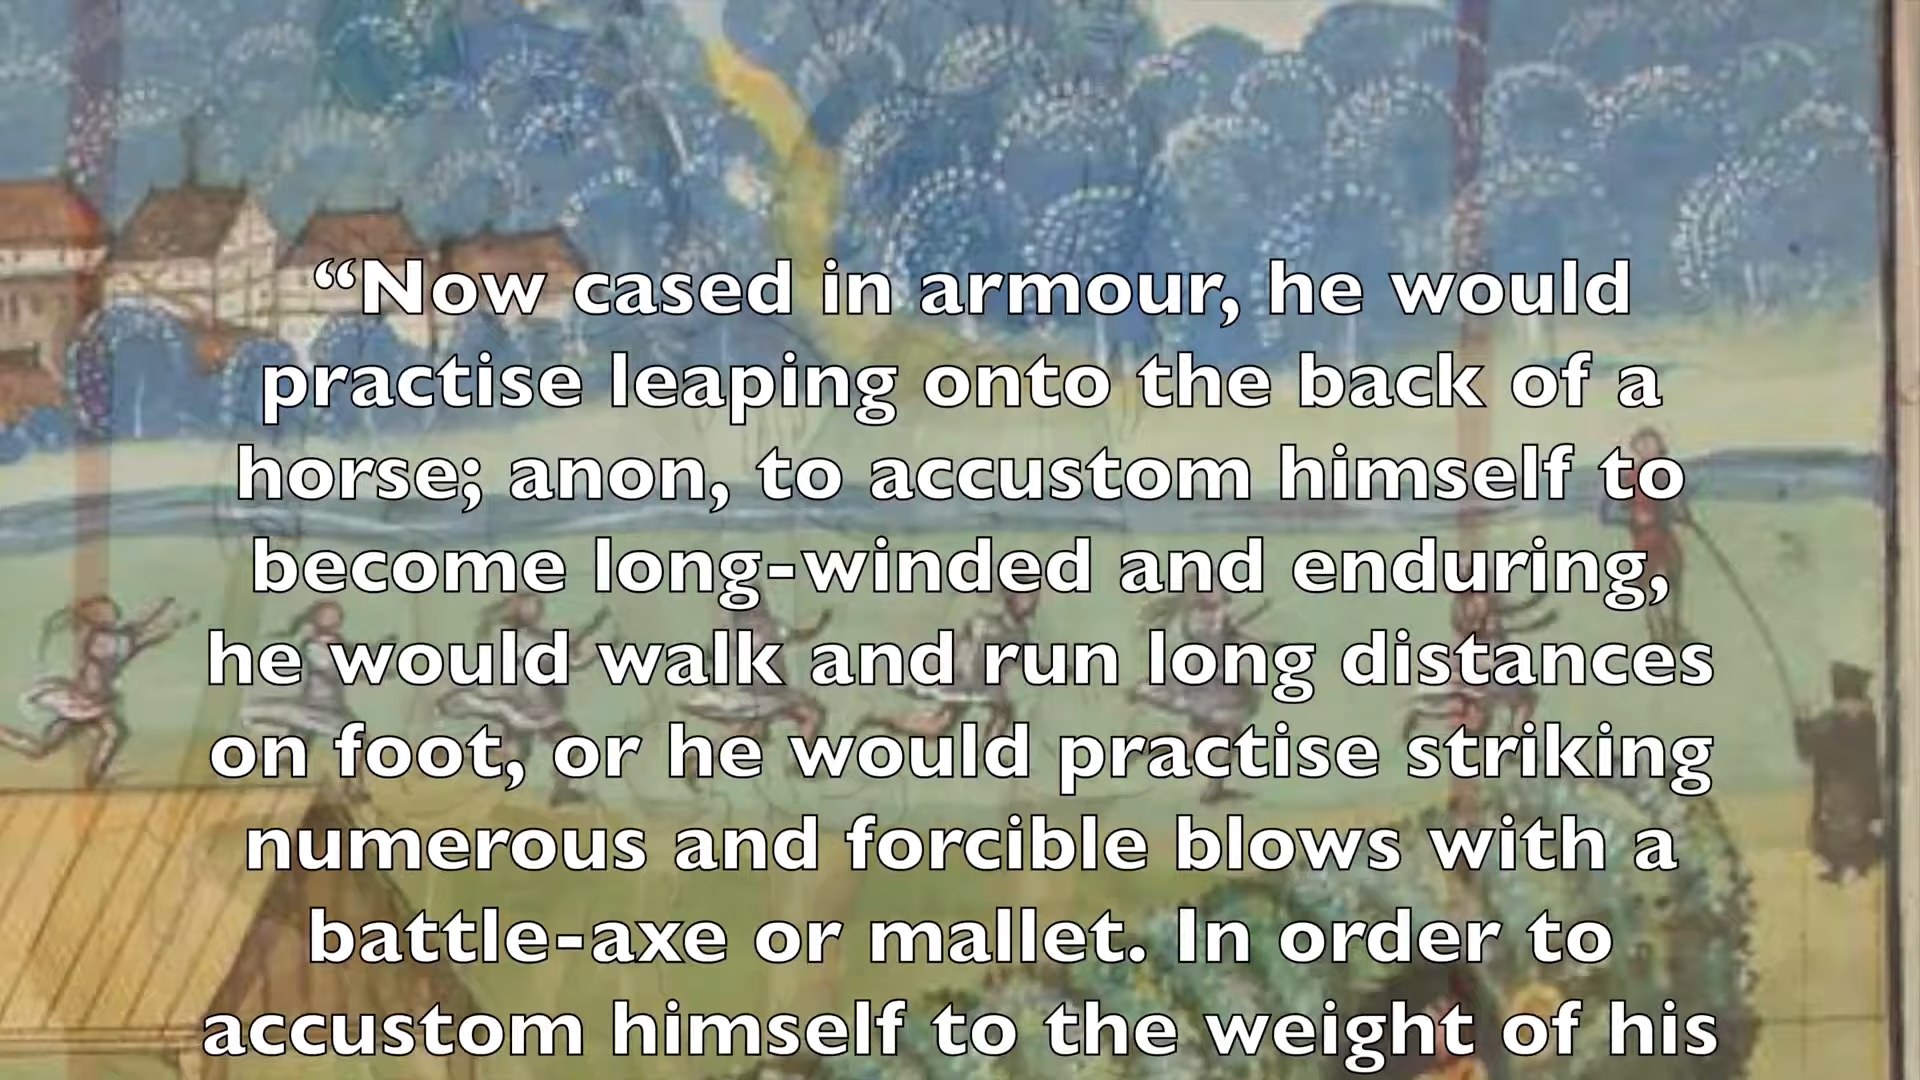 “Now cased in armour, he would
practise leaping onto the back of a
horse; anon, to accustom himself to
become long-winded and enduring,
he would walk and run long distances
on foot, or he would practise striking
numerous and forcible blows with a
battle-axe or mallet. In order to
accustom himself to the weight of his